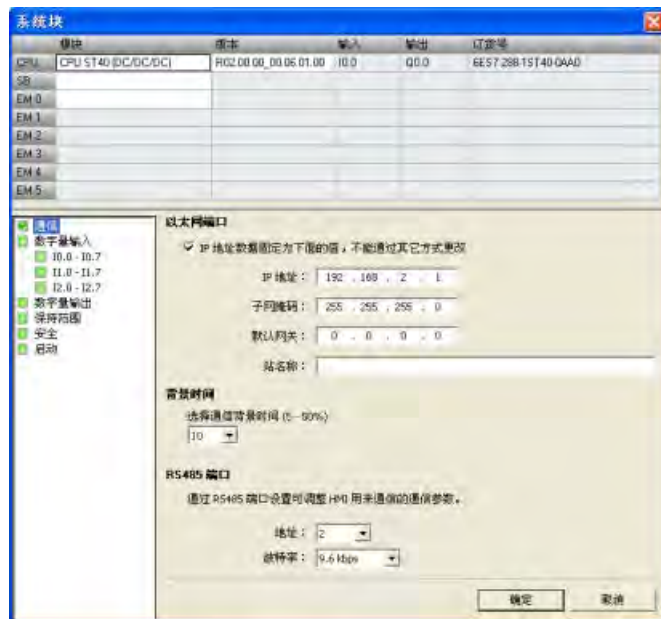 系统块
模块 版本 输入 输出 订货号
CPU CPU ST40 (DC/DC/DC) R02.00.00_00.06.01.00 I0.0 Q0.0 6ES7 288-1ST40-0AA0
SB
EM 0
EM 1
EM 2
EM 3
EM 4
EM 5
通信
数字量输入
I0.0 - I0.7
I1.0 - I1.7
I2.0 - I2.7
数字量输出
保持范围
安全
启动
以太网端口
IP 地址数据固定为下面的值，不能通过其它方式更改
IP 地址： 192 . 168 . 2 . 1
子网掩码： 255 . 255 . 255 . 0
默认网关： 0 . 0 . 0 . 0
站名称：
背景时间
选择通信背景时间 (5 - 50%)
10
RS485 端口
通过 RS485 端口设置可调整 HMI 用来通信的通信参数。
地址： 2
波特率： 9.6 kbps
确定 取消